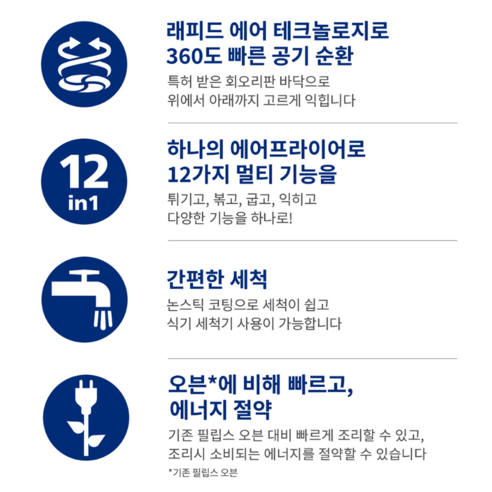 래피드 에어 테크놀로지로
360도 빠른 공기 순환
특허 받은 회오리판 바닥으로
위에서 아래까지 고르게 익힙니다
12
in1
하나의 에어프라이어로
12가지 멀티 기능을
튀기고, 볶고, 굽고, 익히고
다양한 기능을 하나로!
간편한 세척
논스틱 코팅으로 세척이 쉽고
식기 세척기 사용이 가능합니다
오븐*에 비해 빠르고,
에너지 절약
기존 필립스 오븐 대비 빠르게 조리할 수 있고,
조리시 소비되는 에너지를 절약할 수 있습니다
*기존 필립스 오븐